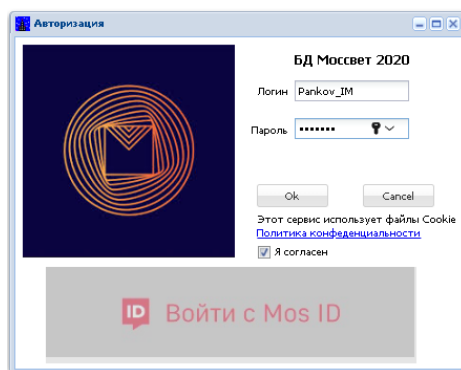 Авторизация
БД Моссвет 2020
Логин Pankov_IM
Пароль •••••••
Ok Cancel
Этот сервис использует файлы Cookie
Политика конфеденциальности
Я согласен
ID Войти с Mos ID